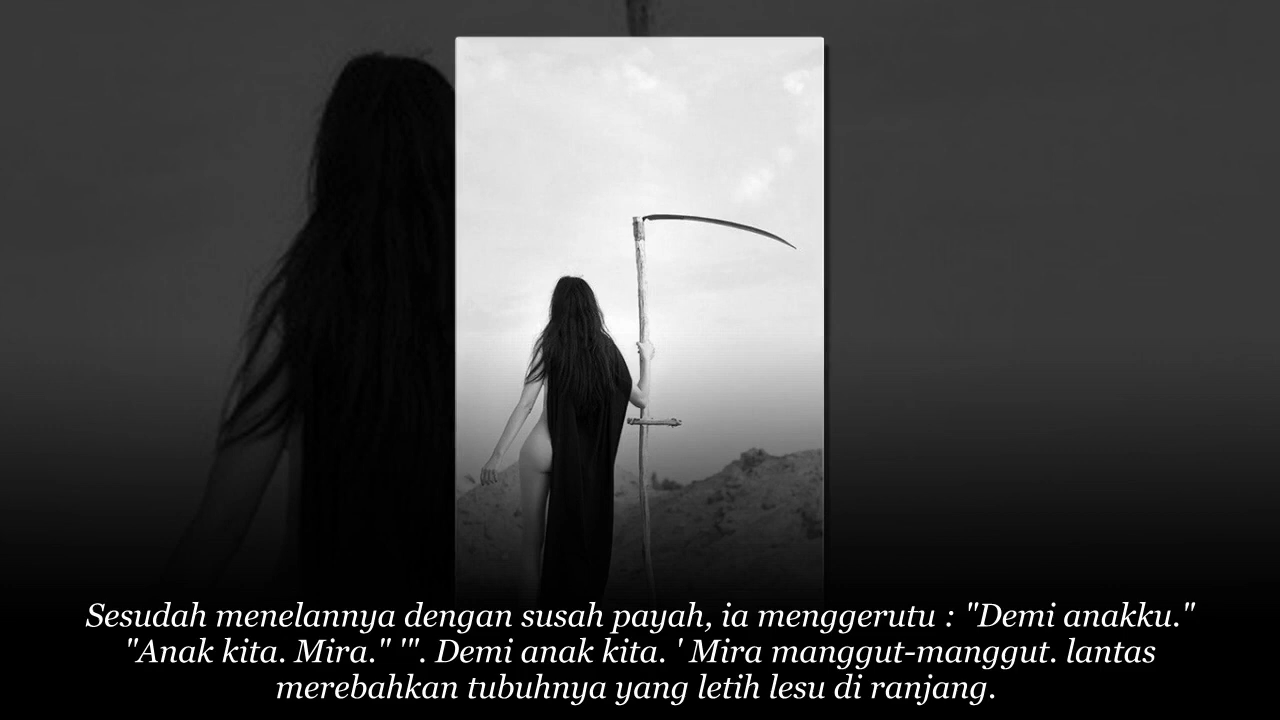 Sesudah menelannya dengan susah payah, ia menggerutu : "Demi anakku."
"Anak kita. Mira." '". Demi anak kita. ' Mira manggut-manggut. lantas
merebahkan tubuhnya yang letih lesu di ranjang.